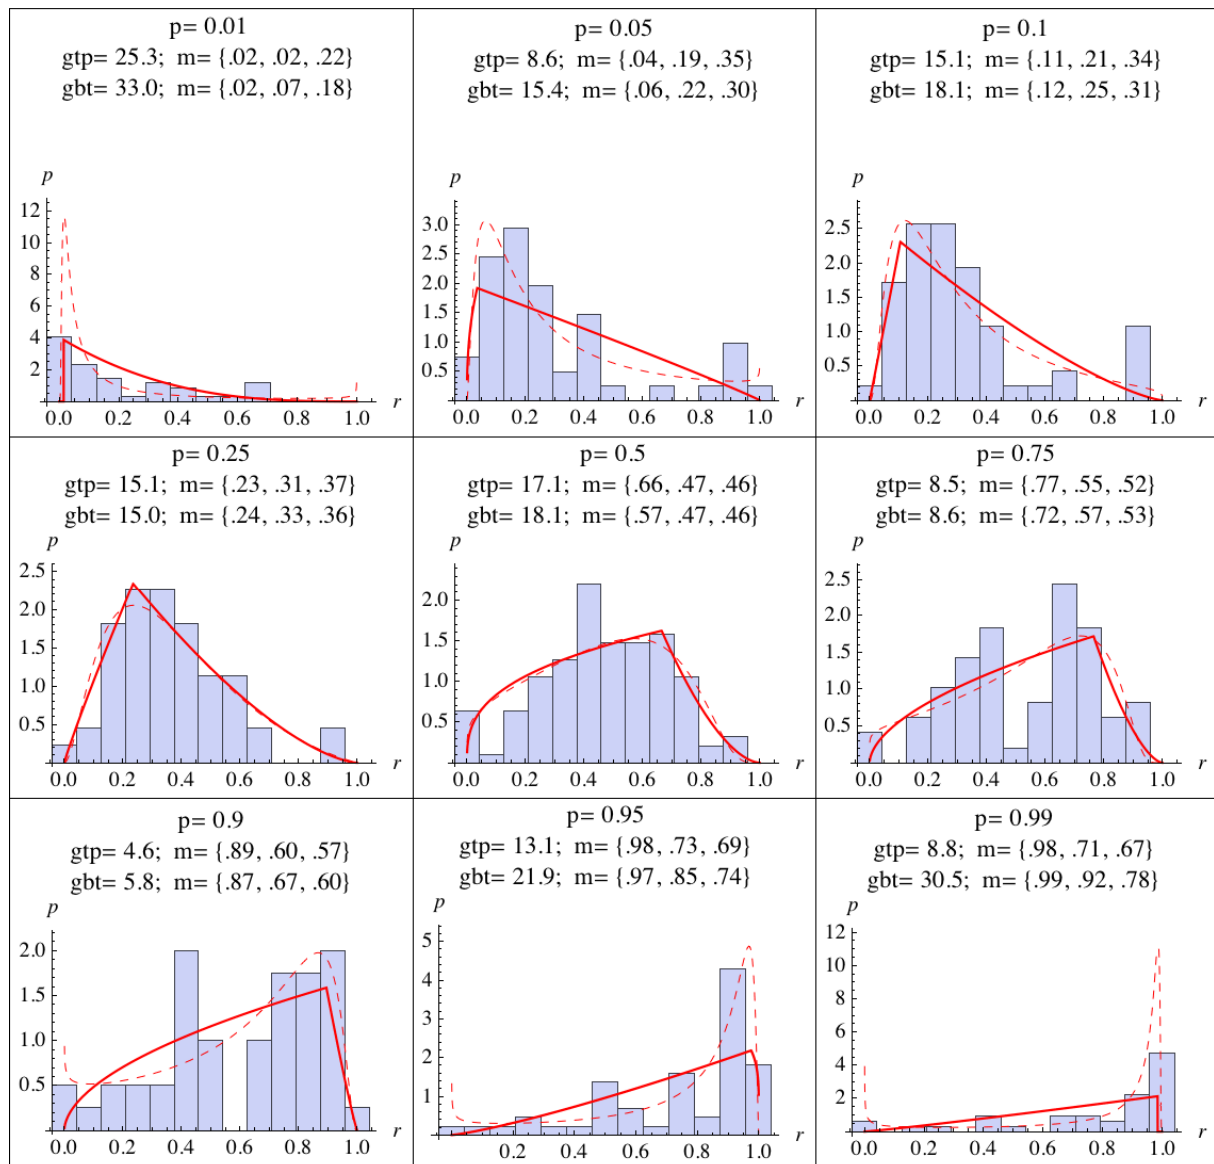 p= 0.01
gtp= 25.3; m= {.02, .02, .22}
gbt= 33.0; m= {.02, .07, .18}
p
12
10
8
6
4
2
0.0 0.2 0.4 0.6 0.8 1.0 r
p= 0.05
gtp= 8.6; m= {.04, .19, .35}
gbt= 15.4; m= {.06, .22, .30}
p
3.0
2.5
2.0
1.5
1.0
0.5
0.2 0.4 0.6 0.8 1.0 r
p= 0.1
gtp= 15.1; m= {.11, .21, .34}
gbt= 18.1; m= {.12, .25, .31}
p
2.5
2.0
1.5
1.0
0.5
0.0 0.2 0.4 0.6 0.8 1.0 r
p= 0.25
gtp= 15.1; m= {.23, .31, .37}
gbt= 15.0; m= {.24, .33, .36}
p
2.5
2.0
1.5
1.0
0.5
0.0 0.2 0.4 0.6 0.8 1.0 r
p= 0.5
gtp= 17.1; m= {.66, .47, .46}
gbt= 18.1; m= {.57, .47, .46}
p
2.0
1.5
1.0
0.5
0.2 0.4 0.6 0.8 1.0 r
p= 0.75
gtp= 8.5; m= {.77, .55, .52}
gbt= 8.6; m= {.72, .57, .53}
p
2.5
2.0
1.5
1.0
0.5
0.0 0.2 0.4 0.6 0.8 1.0 r
p= 0.9
gtp= 4.6; m= {.89, .60, .57}
gbt= 5.8; m= {.87, .67, .60}
p
2.0
1.5
1.0
0.5
0.0 0.2 0.4 0.6 0.8 1.0 r
p= 0.95
gtp= 13.1; m= {.98, .73, .69}
gbt= 21.9; m= {.97, .85, .74}
p
5
4
3
2
1
0.2 0.4 0.6 0.8 1.0 r
p= 0.99
gtp= 8.8; m= {.98, .71, .67}
gbt= 30.5; m= {.99, .92, .78}
p
12
10
8
6
4
2
0.0 0.2 0.4 0.6 0.8 1.0 r